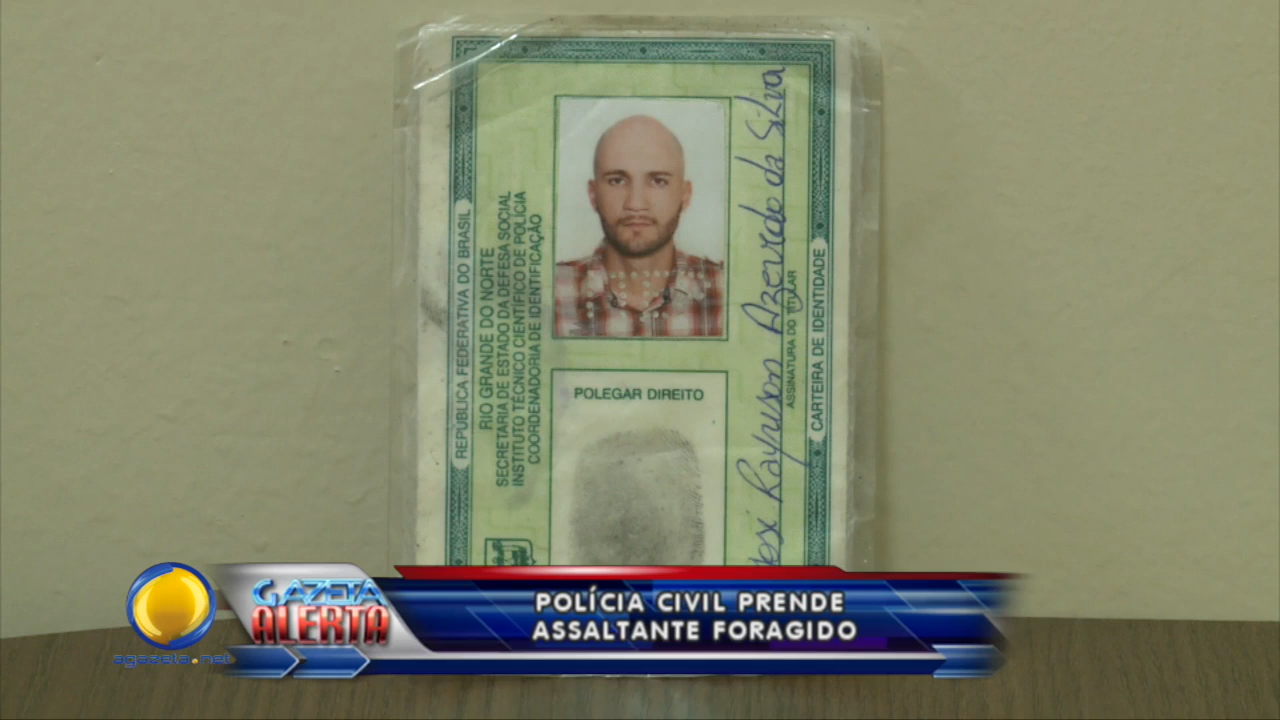 REPÚBLICA FEDERATIVA DO BRASIL
RIO GRANDE DO NORTE
SECRETARIA DE ESTADO DA DEFESA SOCIAL
INSTITUTO TÉCNICO CIENTÍFICO DE POLÍCIA
COORDENADORIA DE IDENTIFICAÇÃO
POLEGAR DIREITO
José Rayrison Azevedo da Silva
ASSINATURA DO TITULAR
CARTEIRA DE IDENTIDADE
GAZETA
ALERTA
agazeta.net
POLÍCIA CIVIL PRENDE
ASSALTANTE FORAGIDO